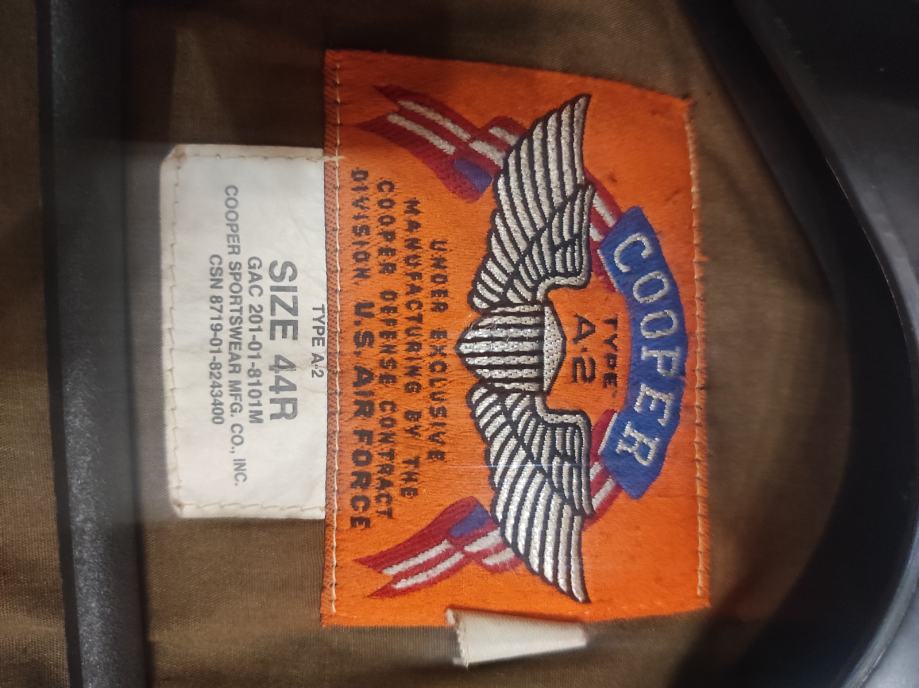 COOPER
TYPE
A-2
UNDER EXCLUSIVE
MANUFACTURING BY THE
COOPER DEFENSE CONTRACT
DIVISION U.S. AIR FORCE
TYPE A-2
SIZE 44R
GAC 201-01-8101M
COOPER SPORTSWEAR MFG. CO., INC.
CSN 8719-01-8243400